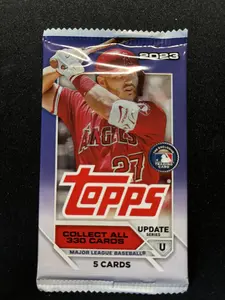 2023
ANGELS
27
topps
COLLECT ALL
330 CARDS
UPDATE
SERIES
U
MAJOR LEAGUE BASEBALL
5 CARDS